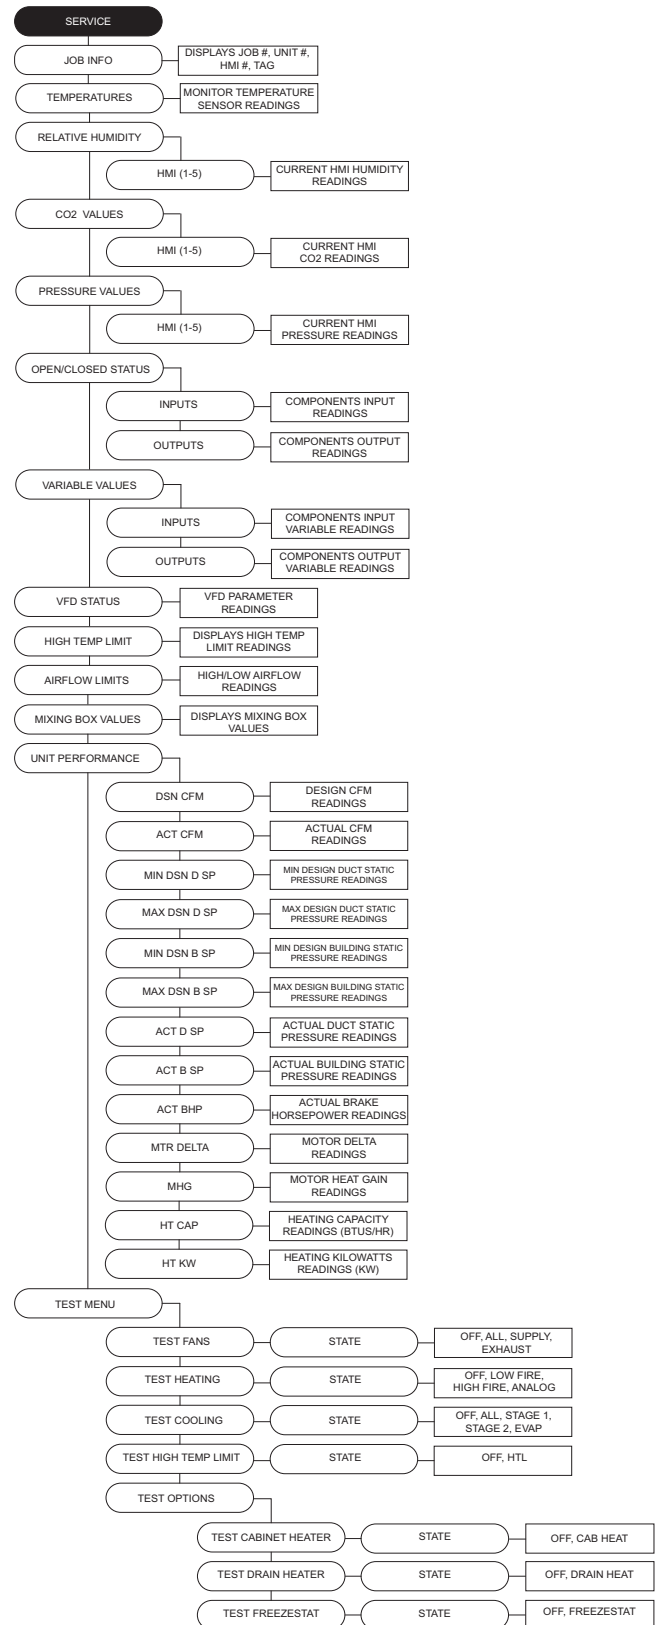 SERVICE
JOB INFO
DISPLAYS JOB #, UNIT #,
HMI #, TAG
TEMPERATURES
MONITOR TEMPERATURE
SENSOR READINGS
RELATIVE HUMIDITY
HMI (1-5)
CURRENT HMI HUMIDITY
READINGS
CO2 VALUES
HMI (1-5)
CURRENT HMI
CO2 READINGS
PRESSURE VALUES
HMI (1-5)
CURRENT HMI
PRESSURE READINGS
OPEN/CLOSED STATUS
INPUTS
COMPONENTS INPUT
READINGS
OUTPUTS
COMPONENTS OUTPUT
READINGS
VARIABLE VALUES
INPUTS
COMPONENTS INPUT
VARIABLE READINGS
OUTPUTS
COMPONENTS OUTPUT
VARIABLE READINGS
VFD STATUS
VFD PARAMETER
READINGS
HIGH TEMP LIMIT
DISPLAYS HIGH TEMP
LIMIT READINGS
AIRFLOW LIMITS
HIGH/LOW AIRFLOW
READINGS
MIXING BOX VALUES
DISPLAYS MIXING BOX
VALUES
UNIT PERFORMANCE
DSN CFM
DESIGN CFM
READINGS
ACT CFM
ACTUAL CFM
READINGS
MIN DSN D SP
MIN DESIGN DUCT STATIC
PRESSURE READINGS
MAX DSN D SP
MAX DESIGN DUCT STATIC
PRESSURE READINGS
MIN DSN B SP
MIN DESIGN BUILDING STATIC
PRESSURE READINGS
MAX DSN B SP
MAX DESIGN BUILDING STATIC
PRESSURE READINGS
ACT D SP
ACTUAL DUCT STATIC
PRESSURE READINGS
ACT B SP
ACTUAL BUILDING STATIC
PRESSURE READINGS
ACT BHP
ACTUAL BRAKE
HORSEPOWER READINGS
MTR DELTA
MOTOR DELTA
READINGS
MHG
MOTOR HEAT GAIN
READINGS
HT CAP
HEATING CAPACITY
READINGS (BTUS/HR)
HT KW
HEATING KILOWATTS
READINGS (KW)
TEST MENU
TEST FANS
STATE
OFF, ALL, SUPPLY,
EXHAUST
TEST HEATING
STATE
OFF, LOW FIRE,
HIGH FIRE, ANALOG
TEST COOLING
STATE
OFF, ALL, STAGE 1,
STAGE 2, EVAP
TEST HIGH TEMP LIMIT
STATE
OFF, HTL
TEST OPTIONS
TEST CABINET HEATER
STATE
OFF, CAB HEAT
TEST DRAIN HEATER
STATE
OFF, DRAIN HEAT
TEST FREEZESTAT
STATE
OFF, FREEZESTAT